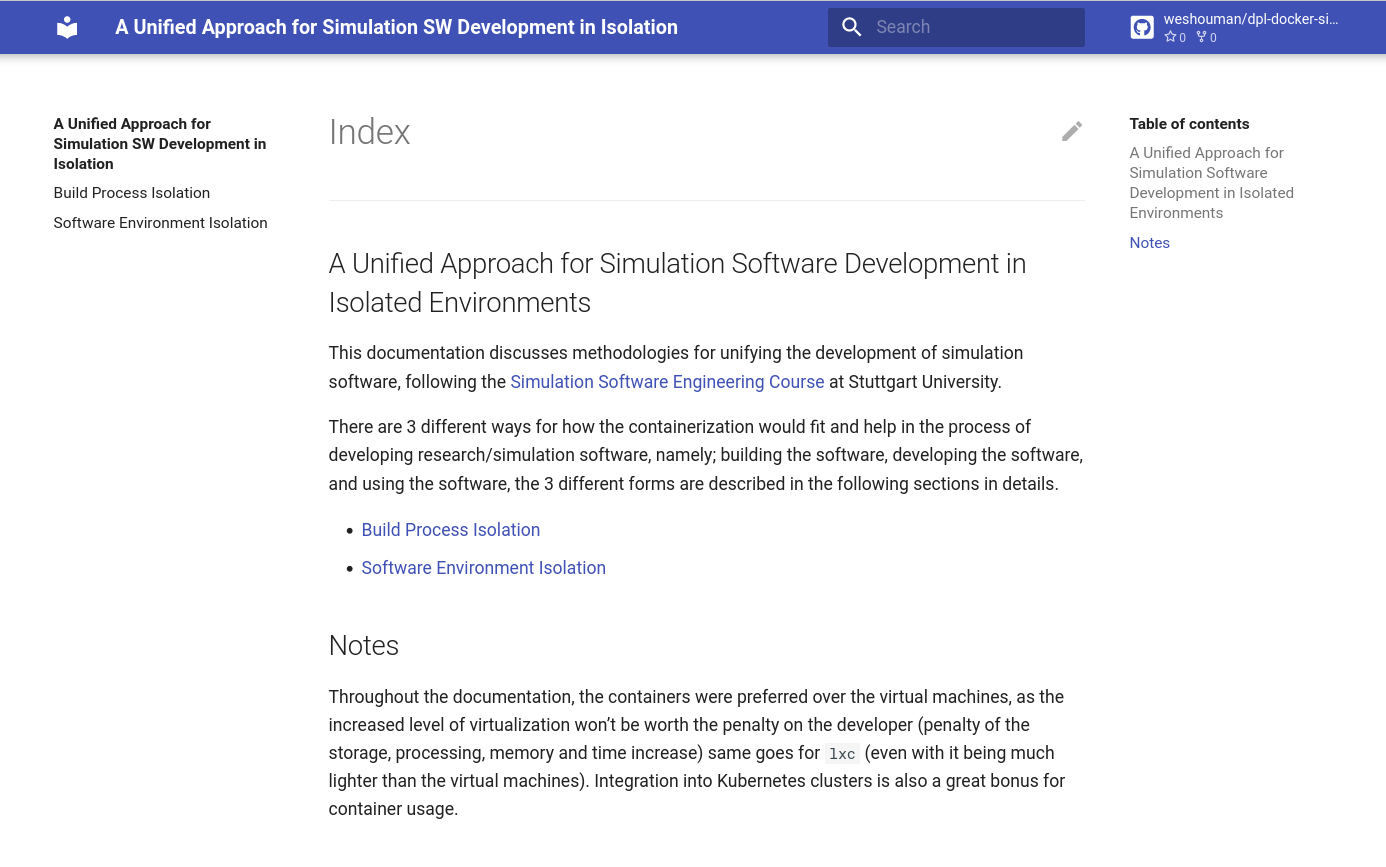 A Unified Approach for Simulation SW Development in Isolation
Search
weshouman/dpl-docker-si...
0 0
A Unified Approach for
Simulation SW Development in
Isolation
Build Process Isolation
Software Environment Isolation
Index
A Unified Approach for Simulation Software Development in
Isolated Environments
This documentation discusses methodologies for unifying the development of simulation
software, following the Simulation Software Engineering Course at Stuttgart University.
There are 3 different ways for how the containerization would fit and help in the process of
developing research/simulation software, namely; building the software, developing the software,
and using the software, the 3 different forms are described in the following sections in details.
• Build Process Isolation
• Software Environment Isolation
Notes
Throughout the documentation, the containers were preferred over the virtual machines, as the
increased level of virtualization won't be worth the penalty on the developer (penalty of the
storage, processing, memory and time increase) same goes for lxc (even with it being much
lighter than the virtual machines). Integration into Kubernetes clusters is also a great bonus for
container usage.
Table of contents
A Unified Approach for
Simulation Software
Development in Isolated
Environments
Notes